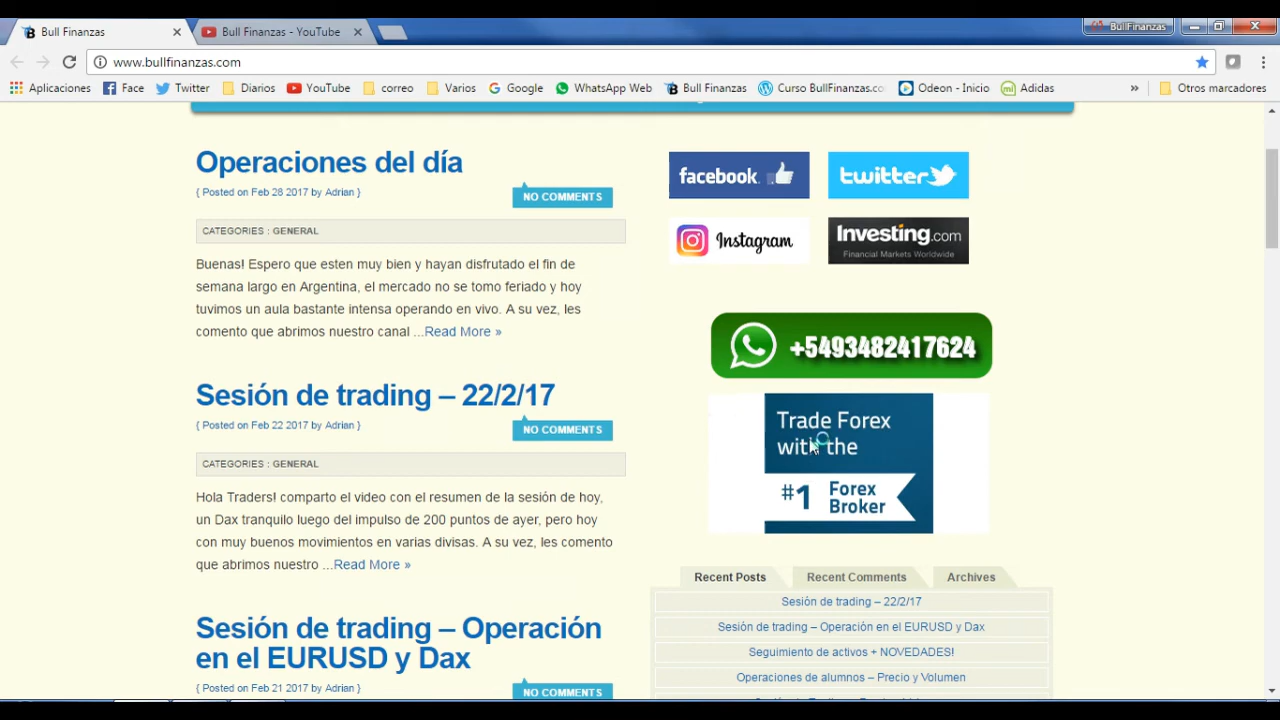 Bull Finanzas
Bull Finanzas - YouTube
BullFinanzas
www.bullfinanzas.com
Aplicaciones
Face
Twitter
Diarios
YouTube
correo
Varios
Google
WhatsApp Web
Bull Finanzas
Curso BullFinanzas.co
Odeon - Inicio
Adidas
»
Otros marcadores
Operaciones del día
{ Posted on Feb 28 2017 by Adrian }
NO COMMENTS
CATEGORIES : GENERAL
Buenas! Espero que esten muy bien y hayan disfrutado el fin de
semana largo en Argentina, el mercado no se tomo feriado y hoy
tuvimos un aula bastante intensa operando en vivo. A su vez, les
comento que abrimos nuestro canal ...Read More »
Sesión de trading – 22/2/17
{ Posted on Feb 22 2017 by Adrian }
NO COMMENTS
CATEGORIES : GENERAL
Hola Traders! comparto el video con el resumen de la sesión de hoy,
un Dax tranquilo luego del impulso de 200 puntos de ayer, pero hoy
con muy buenos movimientos en varias divisas. A su vez, les comento
que abrimos nuestro ...Read More »
Sesión de trading – Operación
en el EURUSD y Dax
{ Posted on Feb 21 2017 by Adrian }
NO COMMENTS
facebook.
twitter
Instagram
Investing.com
Financial Markets Worldwide
+5493482417624
Trade Forex
with the
#1 Forex
Broker
Recent Posts
Recent Comments
Archives
Sesión de trading – 22/2/17
Sesión de trading – Operación en el EURUSD y Dax
Seguimiento de activos + NOVEDADES!
Operaciones de alumnos – Precio y Volumen